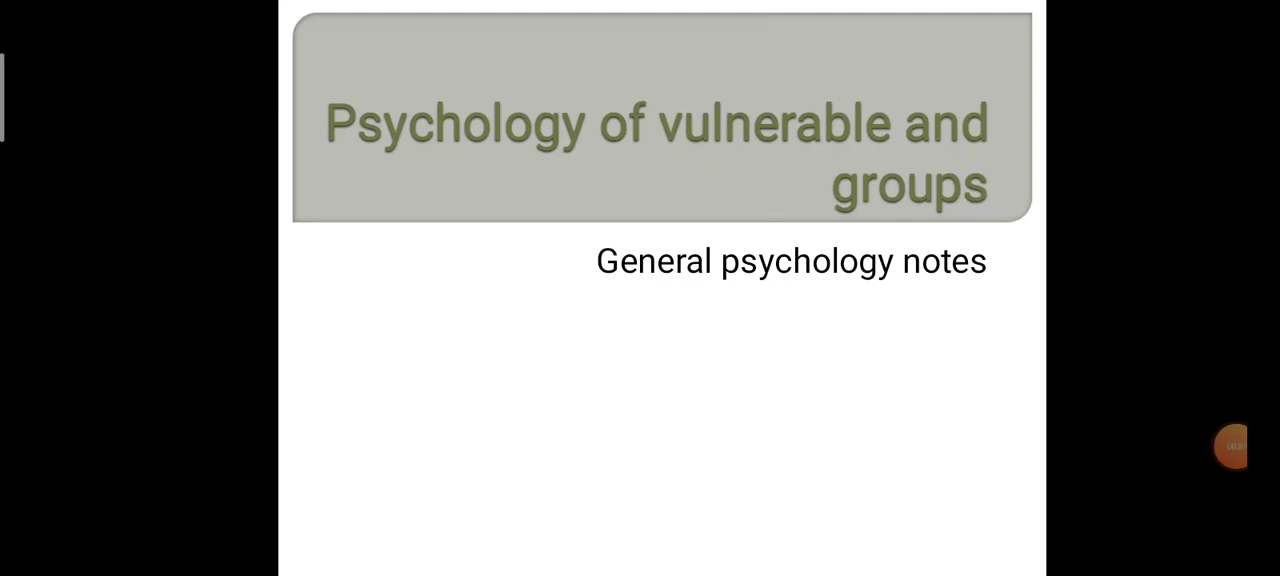 Psychology of vulnerable and
groups
General psychology notes